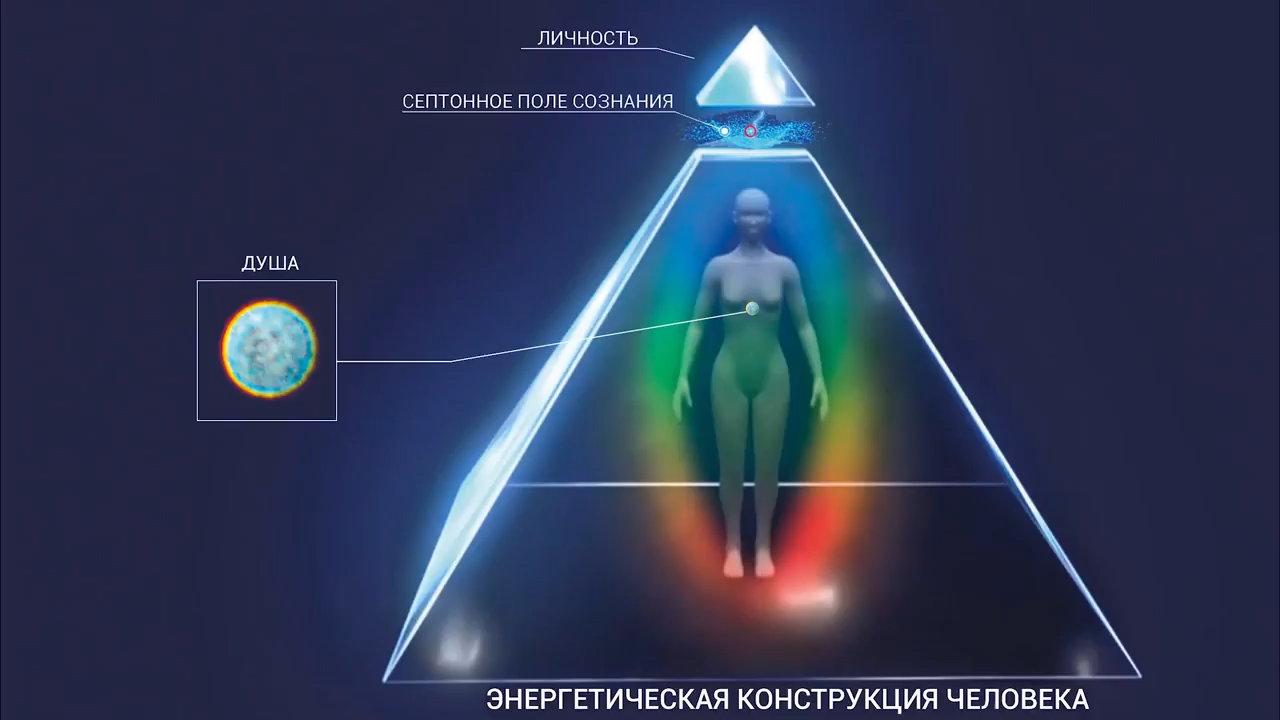 ЛИЧНОСТЬ
СЕПТОННОЕ ПОЛЕ СОЗНАНИЯ
ДУША
ЭНЕРГЕТИЧЕСКАЯ КОНСТРУКЦИЯ ЧЕЛОВЕКА